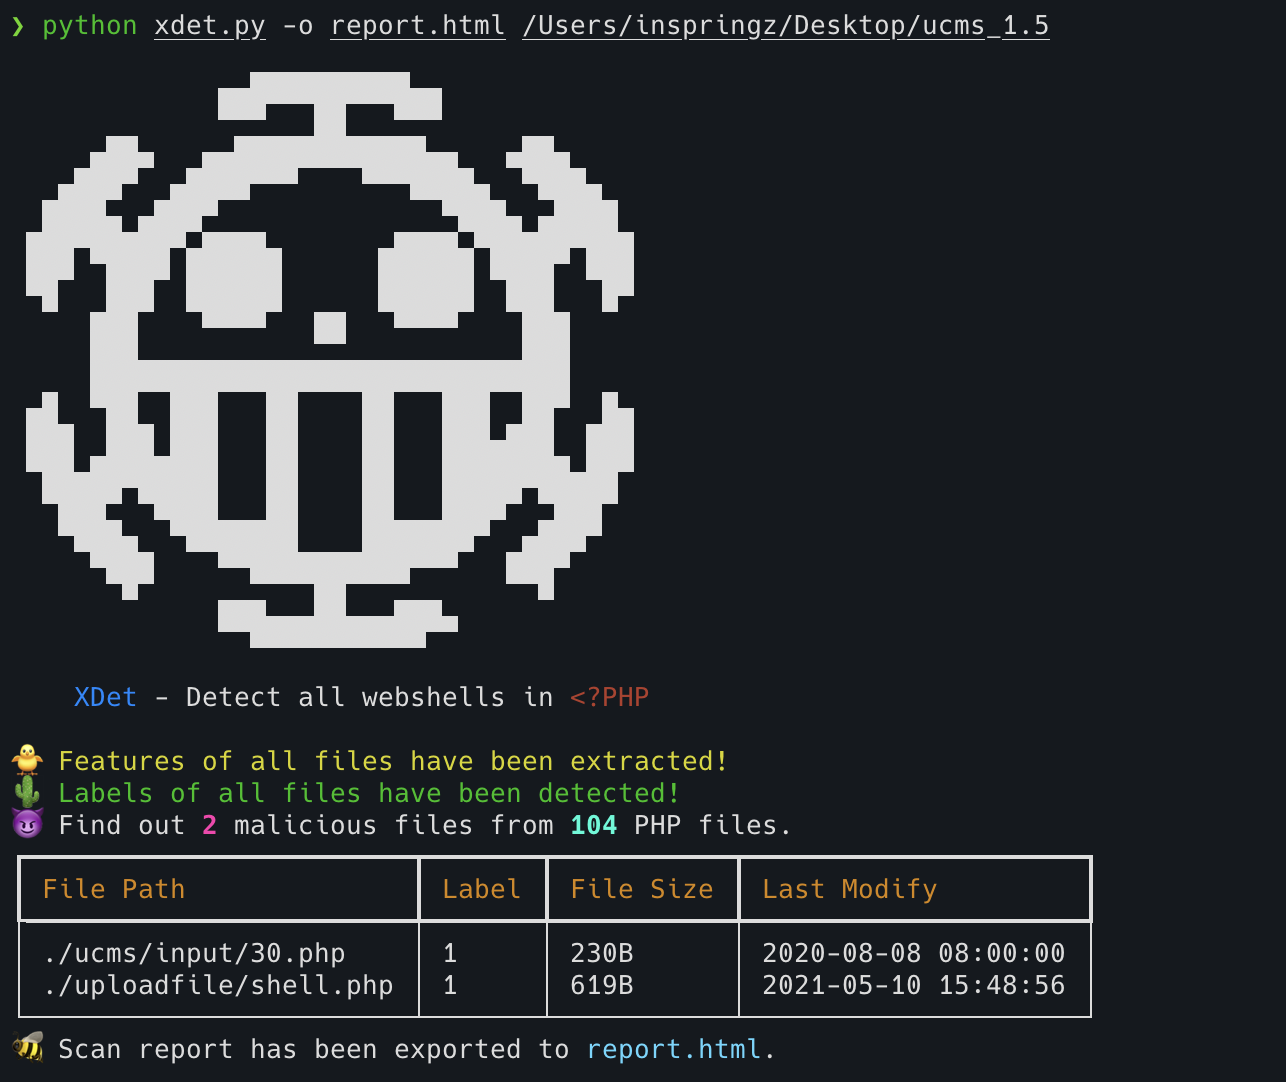 ❯ python xdet.py -o report.html /Users/inspringz/Desktop/ucms_1.5
XDet - Detect all webshells in <?PHP
Features of all files have been extracted!
Labels of all files have been detected!
Find out 2 malicious files from 104 PHP files.
File Path Label File Size Last Modify
./ucms/input/30.php 1 230B 2020-08-08 08:00:00
./uploadfile/shell.php 1 619B 2021-05-10 15:48:56
Scan report has been exported to report.html.